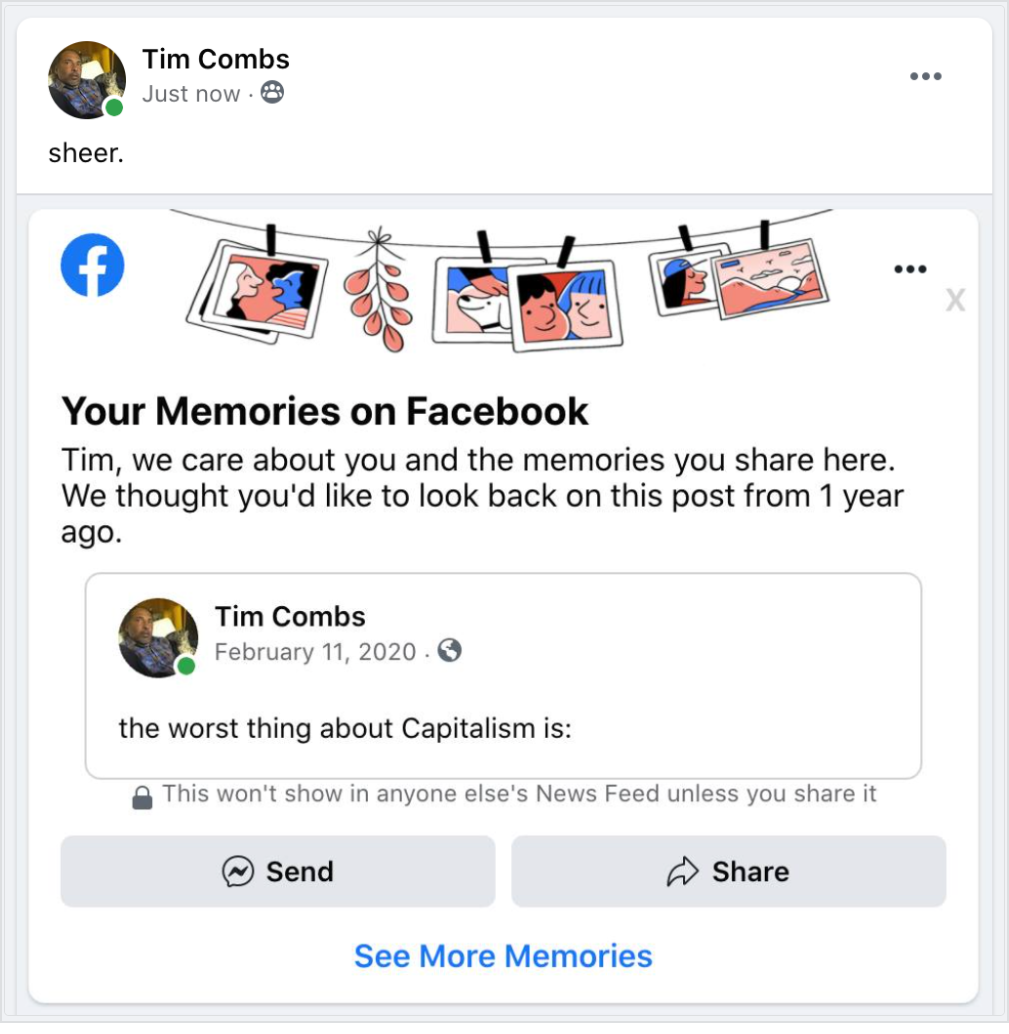 Tim Combs
Just now ·
sheer.
X
Your Memories on Facebook
Tim, we care about you and the memories you share here.
We thought you'd like to look back on this post from 1 year
ago.
Tim Combs
February 11, 2020 ·
the worst thing about Capitalism is:
This won't show in anyone else's News Feed unless you share it
Send
Share
See More Memories